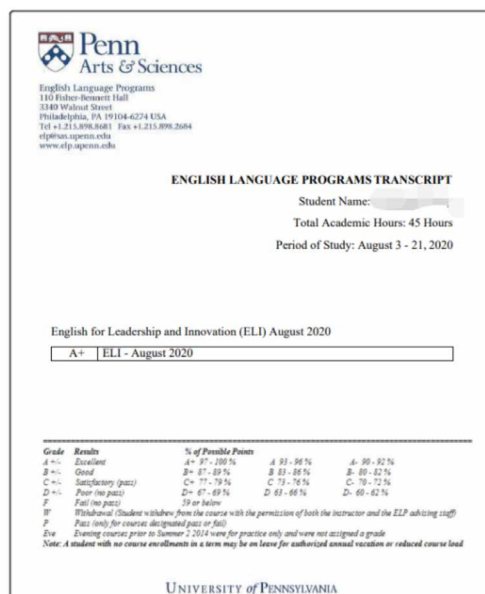 Penn
Arts & Sciences
English Language Programs
110 Fisher-Bennett Hall
3340 Walnut Street
Philadelphia, PA 19104-6274 USA
Tel +1.215.898.8681 Fax +1.215.898.2684
elp@sas.upenn.edu
www.elp.upenn.edu
ENGLISH LANGUAGE PROGRAMS TRANSCRIPT
Student Name:
Total Academic Hours: 45 Hours
Period of Study: August 3 - 21, 2020
English for Leadership and Innovation (ELI) August 2020
A+ ELI - August 2020
Grade Results % of Possible Points
A +/- Excellent A+ 97 - 100 % A 93 - 96 % A- 90 - 92 %
B +/- Good B+ 87 - 89 % B 83 - 86 % B- 80 - 82 %
C +/- Satisfactory (pass) C+ 77 - 79 % C 73 - 76 % C- 70 - 72 %
D +/- Poor (no pass) D+ 67 - 69 % D 63 - 66 % D- 60 - 62 %
F Fail (no pass) 59 or below
W Withdrawal (Student withdrew from the course with the permission of both the instructor and the ELP advising staff)
P Pass (only for courses designated pass or fail)
Eve Evening courses prior to Summer 2 2014 were for practice only and were not assigned a grade
Note: A student with no course enrollments in a term may be on leave for authorized annual vacation or reduced course load
UNIVERSITY of PENNSYLVANIA